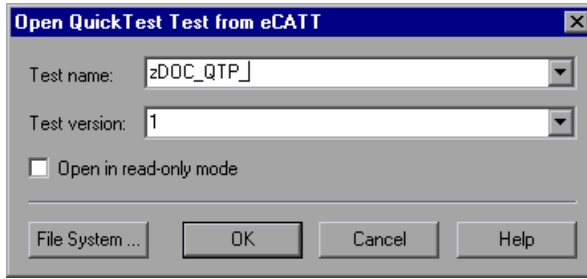 Open QuickTest Test from eCATT
Test name: zDOC_QTP_
Test version: 1
Open in read-only mode
File System ... OK Cancel Help